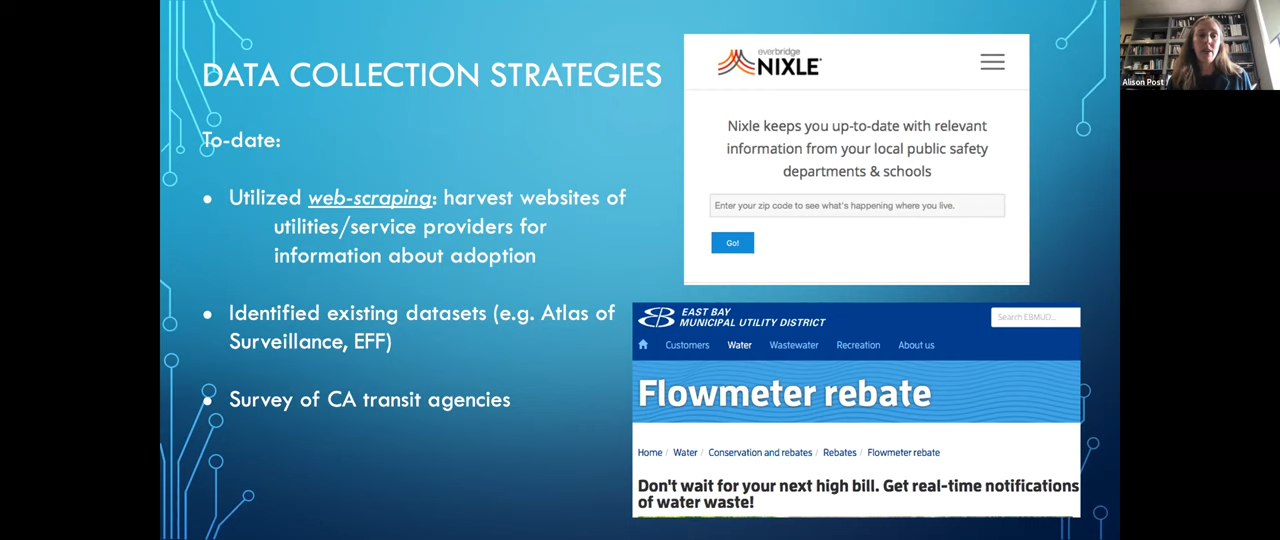 DATA COLLECTION STRATEGIES
To-date:
• Utilized web-scraping: harvest websites of
utilities/service providers for
information about adoption
• Identified existing datasets (e.g. Atlas of
Surveillance, EFF)
• Survey of CA transit agencies
everbridge
NIXLE
Nixle keeps you up-to-date with relevant
information from your local public safety
departments & schools
Enter your zip code to see what's happening where you live.
Go!
EAST BAY
MUNICIPAL UTILITY DISTRICT
Search EBMUD...
Customers Water Wastewater Recreation About us
Flowmeter rebate
Home / Water / Conservation and rebates / Rebates / Flowmeter rebate
Don't wait for your next high bill. Get real-time notifications
of water waste!
Alison Post